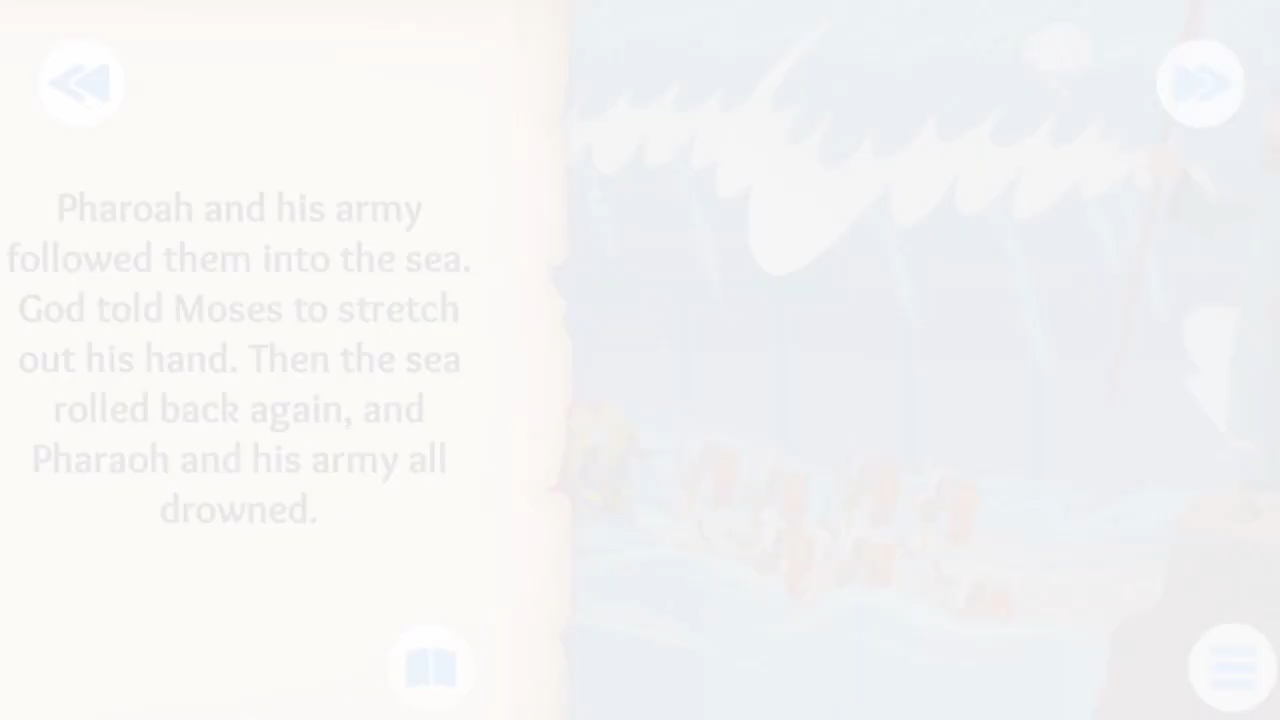 Pharoah and his army
followed them into the sea.
God told Moses to stretch
out his hand. Then the sea
rolled back again, and
Pharaoh and his army all
drowned.